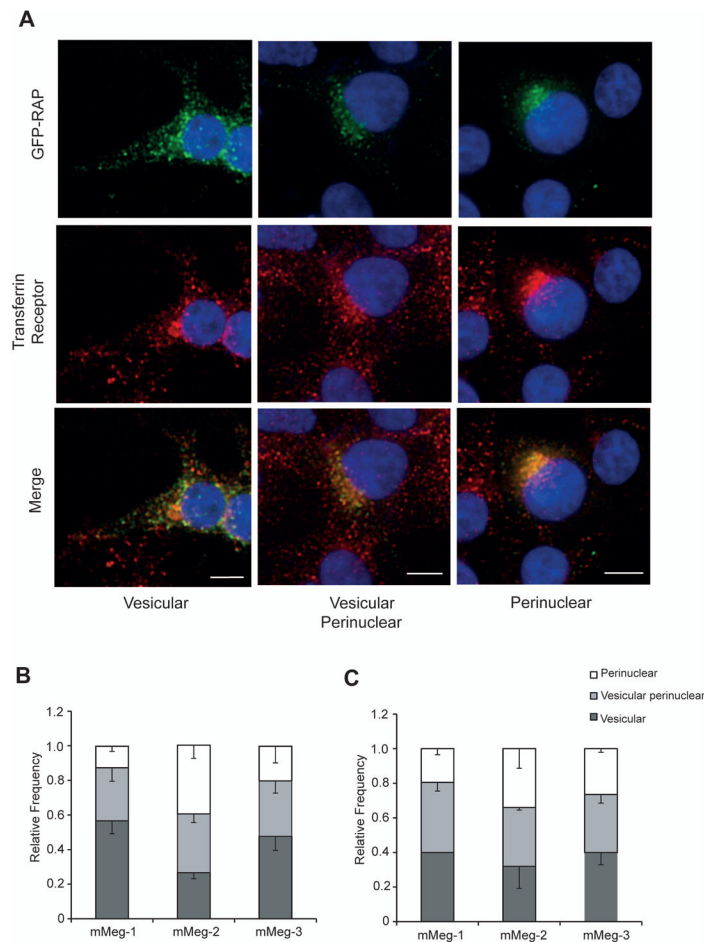 A
GFP-RAP
Transferrin
Receptor
Merge
Vesicular
Vesicular
Perinuclear
Perinuclear
B
Relative Frequency
1.2
1.0
0.8
0.6
0.4
0.2
0
mMeg-1
mMeg-2
mMeg-3
C
Perinuclear
Vesicular perinuclear
Vesicular
Relative Frequency
1.2
1.0
0.8
0.6
0.4
0.2
0
mMeg-1
mMeg-2
mMeg-3